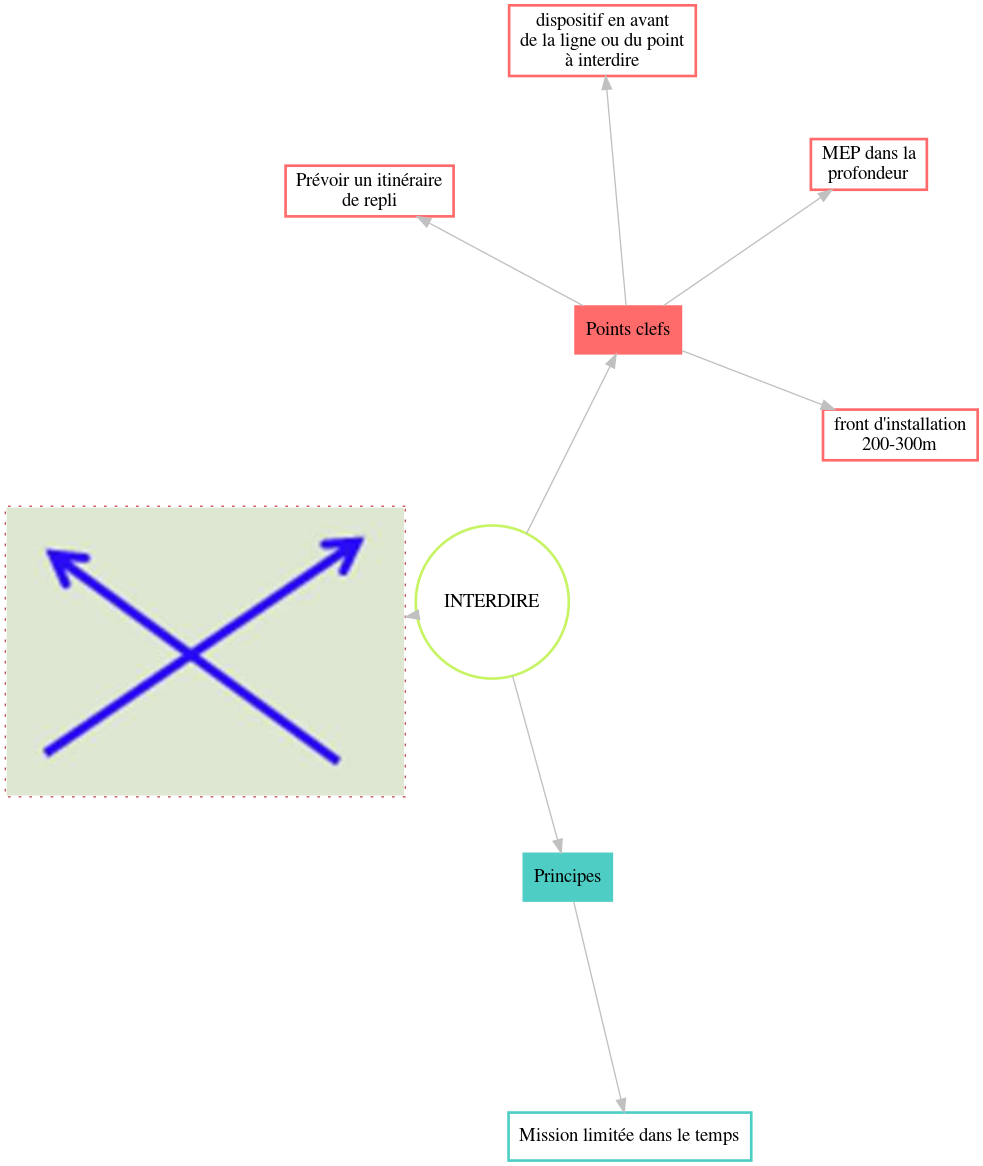 dispositif en avant
de la ligne ou du point
à interdire
MEP dans la
profondeur
Prévoir un itinéraire
de repli
Points clefs
front d'installation
200-300m
INTERDIRE
Principes
Mission limitée dans le temps